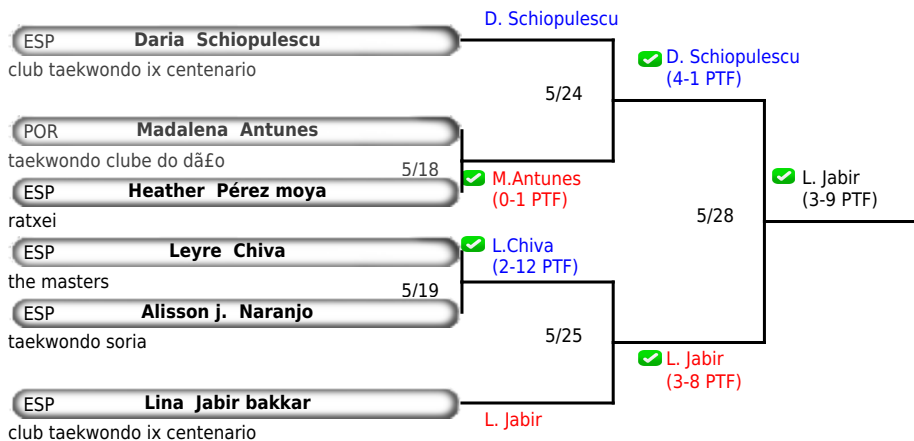 D. Schiopulescu
ESP Daria Schiopulescu
club taekwondo ix centenario
D. Schiopulescu
(4-1 PTF)
5/24
POR Madalena Antunes
taekwondo clube do dã£o
5/18
M.Antunes
(0-1 PTF)
ESP Heather Pérez moya
ratxei
L. Jabir
(3-9 PTF)
5/28
ESP Leyre Chiva
the masters
L.Chiva
(2-12 PTF)
5/19
ESP Alisson j. Naranjo
taekwondo soria
5/25
L. Jabir
(3-8 PTF)
ESP Lina Jabir bakkar
club taekwondo ix centenario
L. Jabir